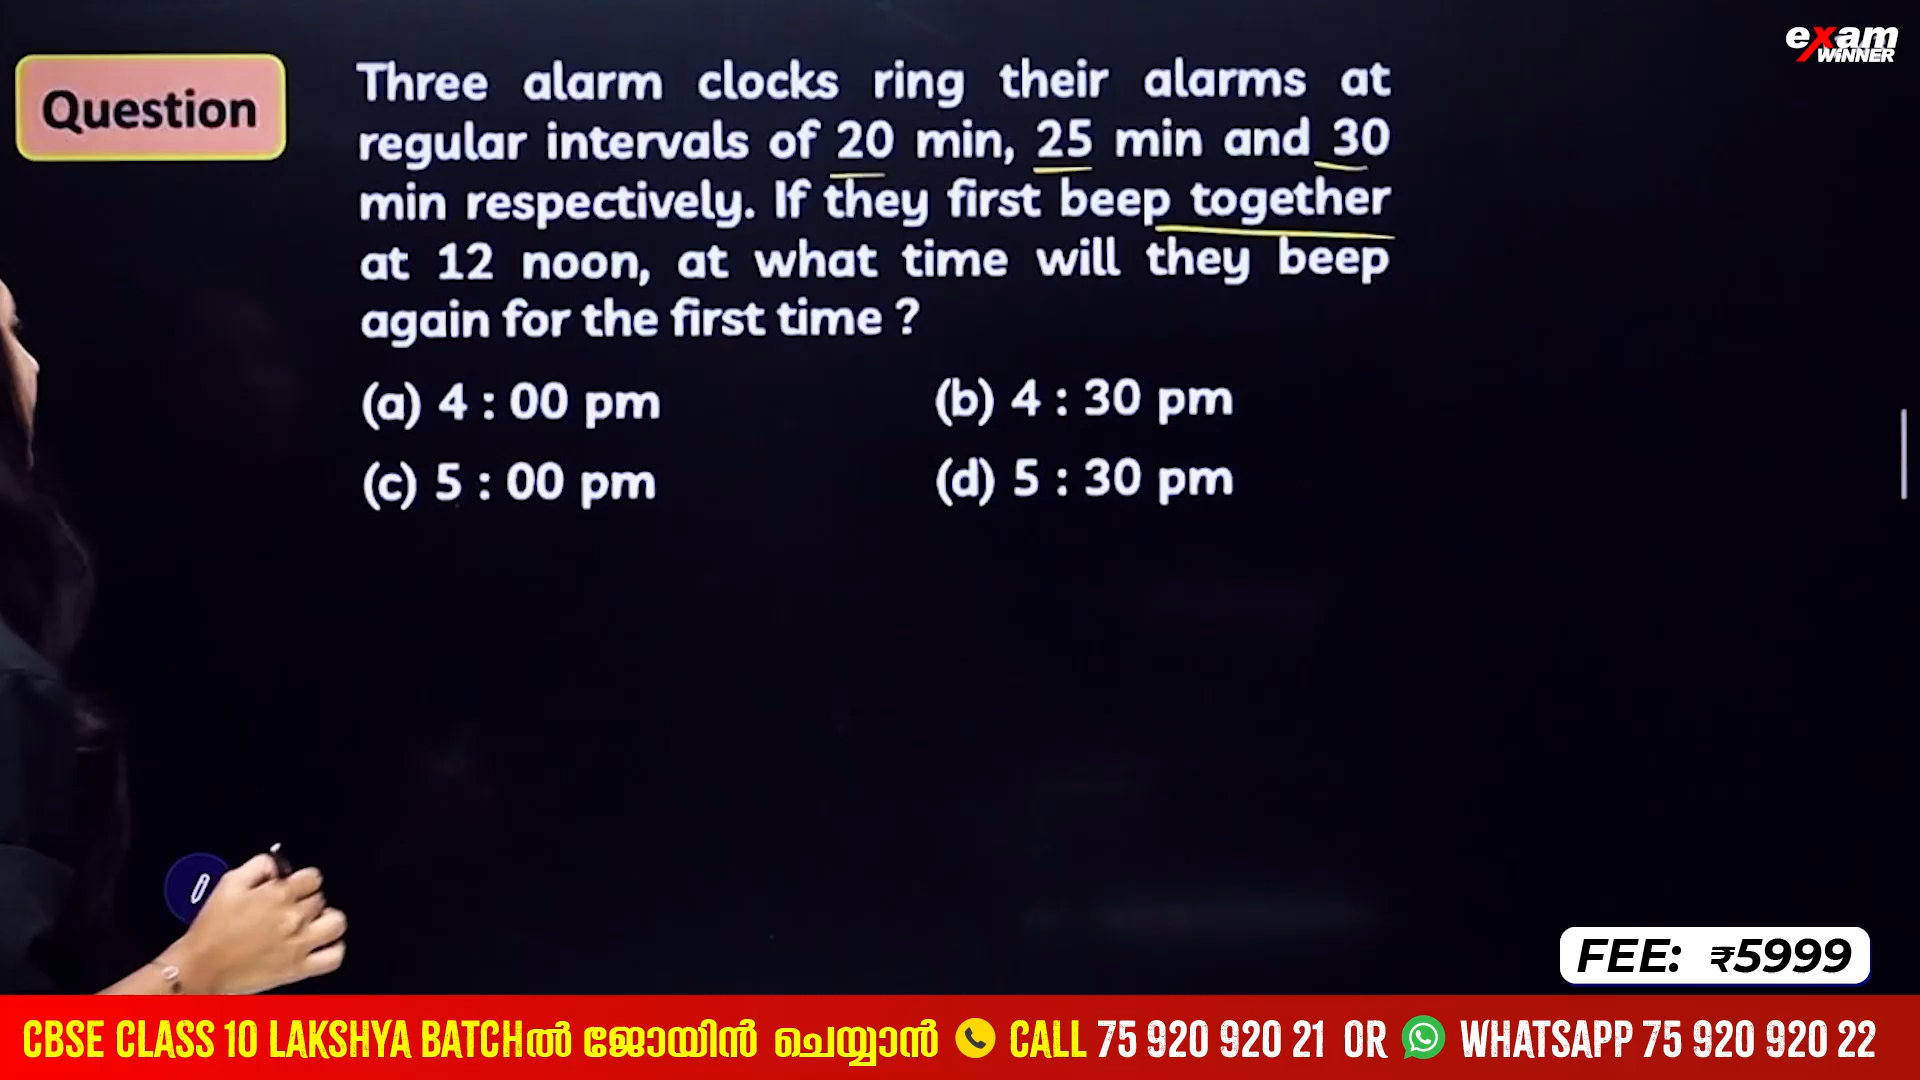 exam
WINNER
Question
Three alarm clocks ring their alarms at
regular intervals of 20 min, 25 min and 30
min respectively. If they first beep together
at 12 noon, at what time will they beep
again for the first time ?
(a) 4 : 00 pm
(b) 4 : 30 pm
(c) 5 : 00 pm
(d) 5 : 30 pm
FEE: ₹5999
CBSE CLASS 10 LAKSHYA BATCHൽ ജോയിൻ ചെയ്യാൻ CALL 75 920 920 21 OR WHATSAPP 75 920 920 22